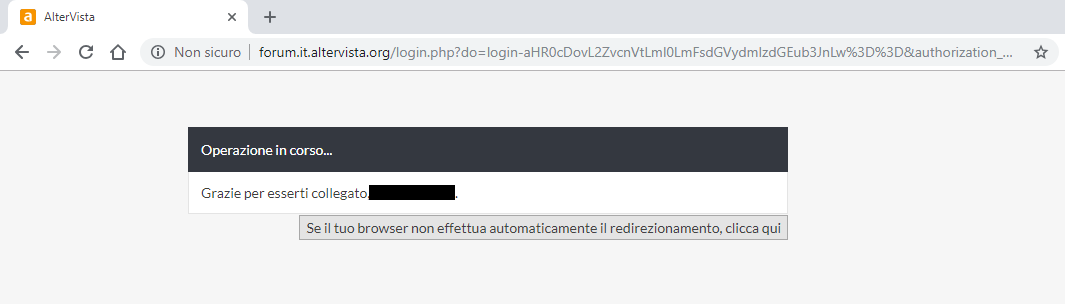 AlterVista
Non sicuro forum.it.altervista.org/login.php?do=login-aHR0cDovL2ZvcnVtLml0LmFsdGVydmlzdGEub3JnLw%3D%3D&authorization_...
Operazione in corso...
Grazie per esserti collegato, .
Se il tuo browser non effettua automaticamente il redirezionamento, clicca qui